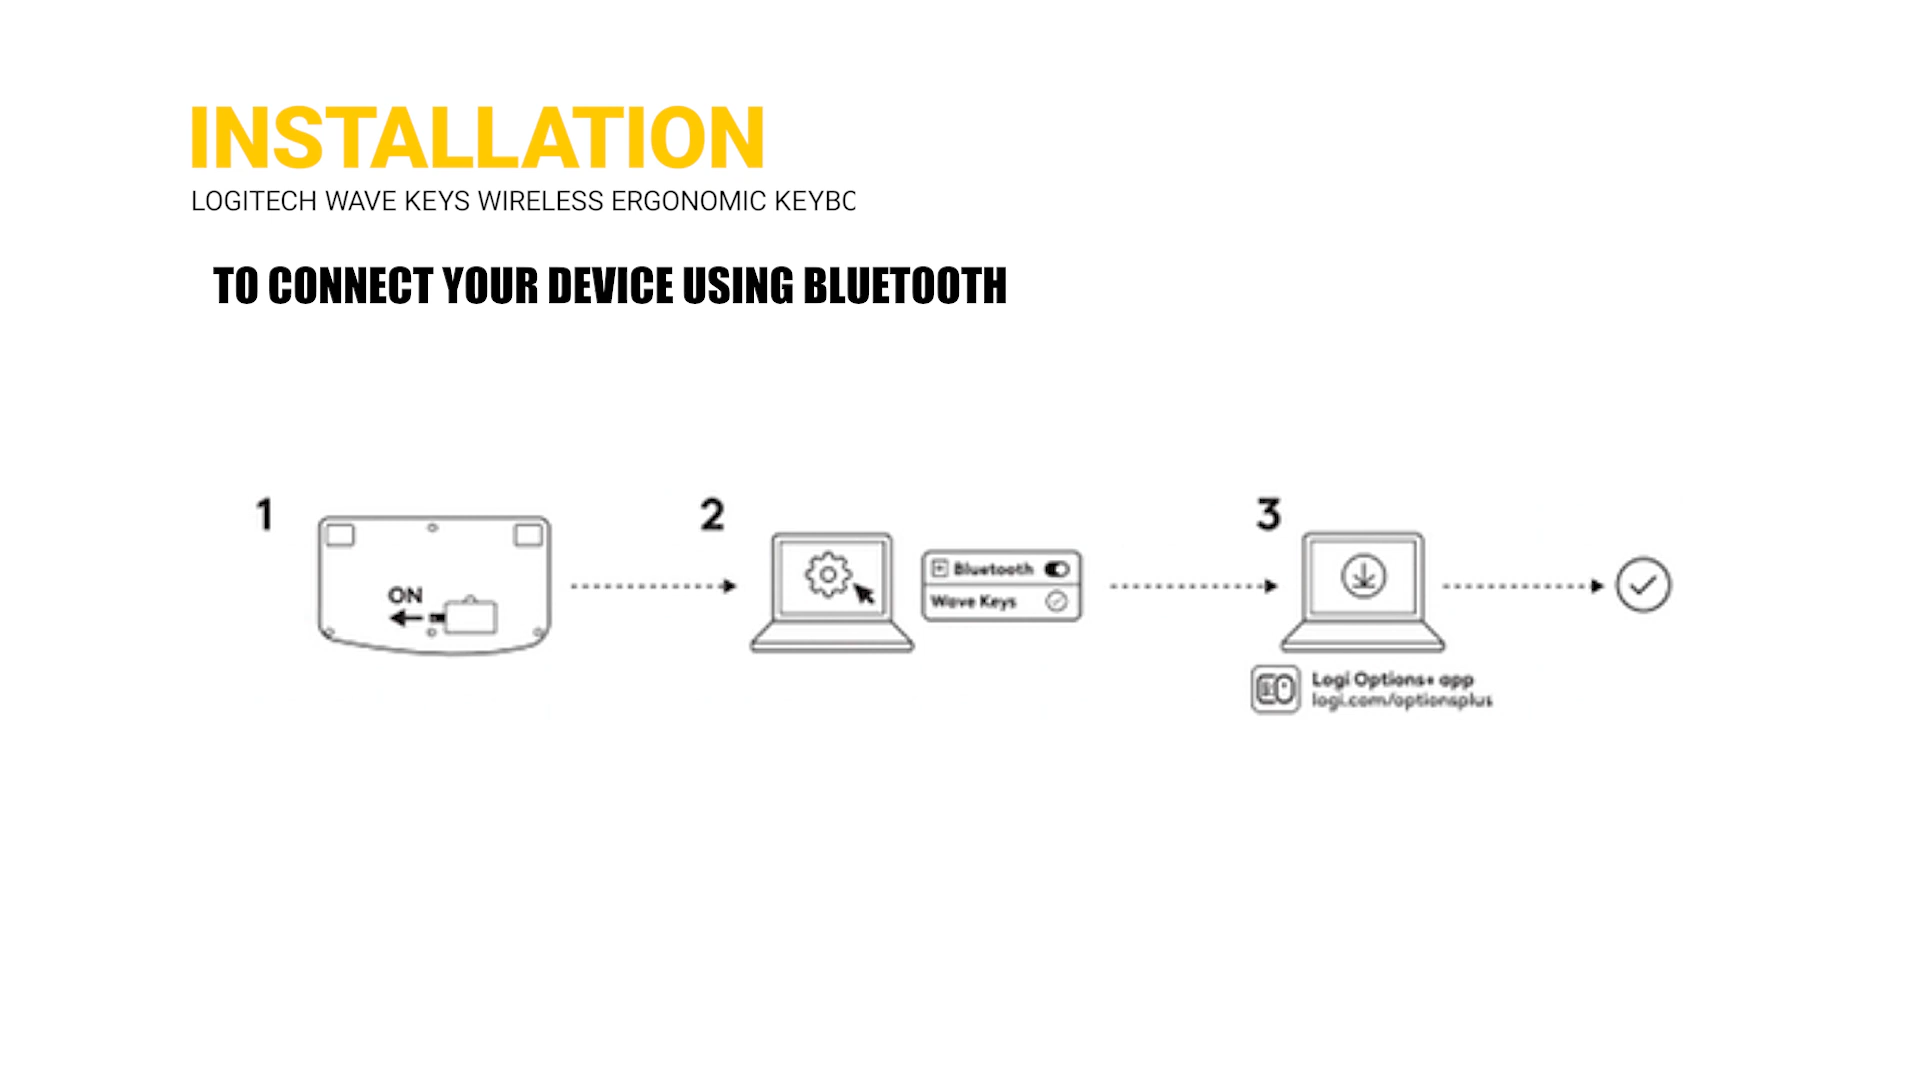 INSTALLATION
LOGITECH WAVE KEYS WIRELESS ERGONOMIC KEYBC
TO CONNECT YOUR DEVICE USING BLUETOOTH
1
2
3
ON
Bluetooth
Wave Keys
Logi Options+ app
logi.com/optionsplus